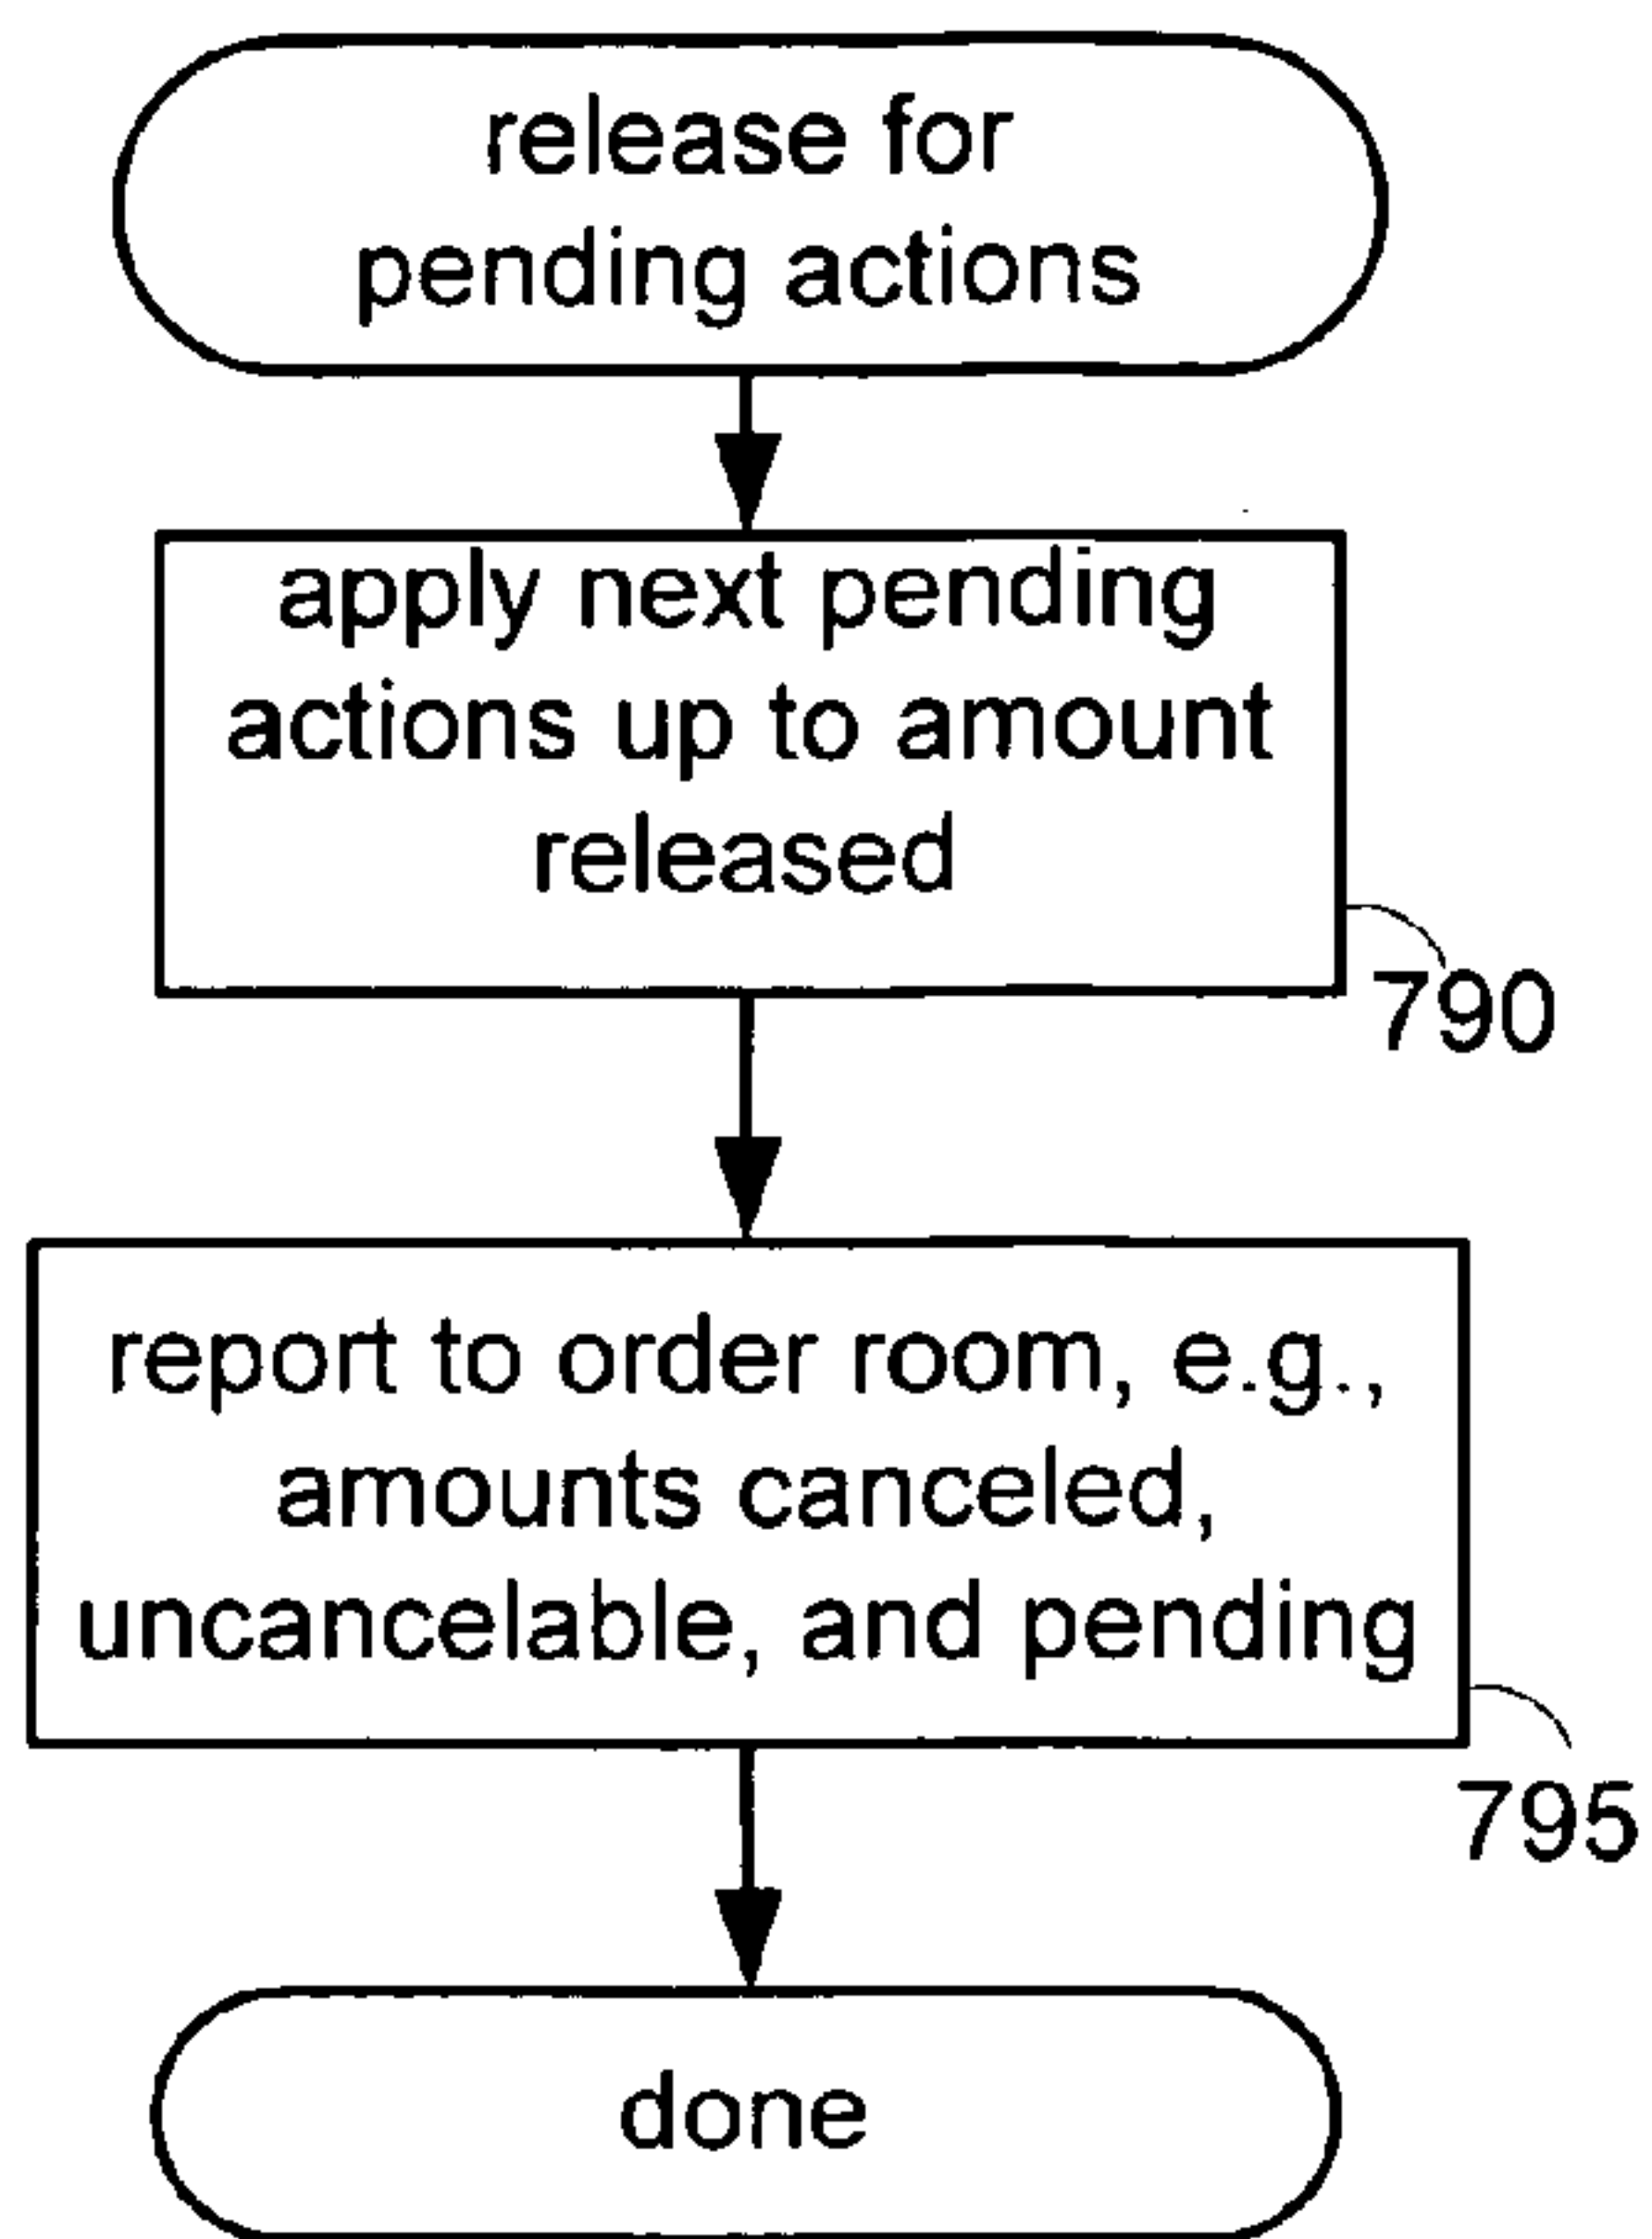 release for
pending actions
apply next pending
actions up to amount
released
790
report to order room, e.g.,
amounts canceled,
uncancelable, and pending
795
done